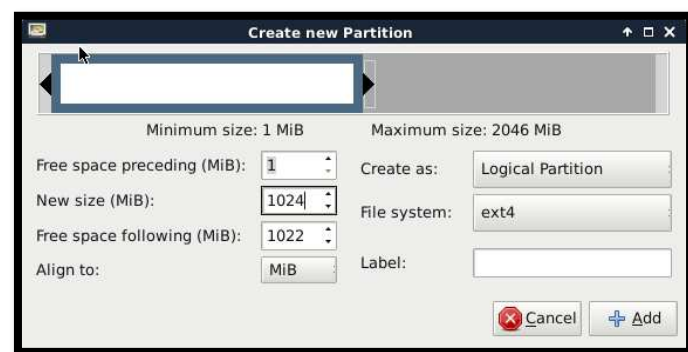 Create new Partition
Minimum size: 1 MiB Maximum size: 2046 MiB
Free space preceding (MiB): 1 Create as: Logical Partition
New size (MiB): 1024 File system: ext4
Free space following (MiB): 1022
Align to: MiB Label:
Cancel Add